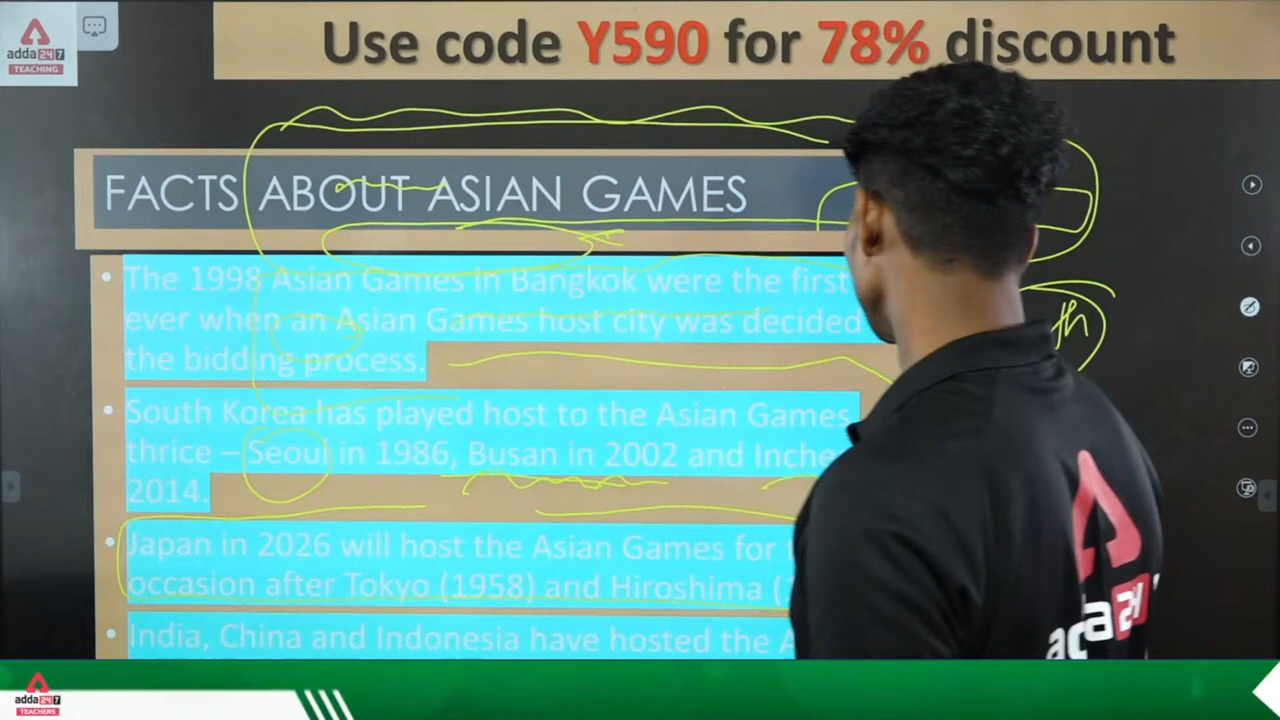 Use code Y590 for 78% discount
adda247
TEACHING
FACTS ABOUT ASIAN GAMES
• The 1998 Asian Games in Bangkok were the first
ever when an Asian Games host city was decided
the bidding process.
th
• South Korea has played host to the Asian Games
thrice – Seoul in 1986, Busan in 2002 and Inche
2014.
• Japan in 2026 will host the Asian Games for
occasion after Tokyo (1958) and Hiroshima (
• India, China and Indonesia have hosted the A
adda247
adda247
TEACHERS